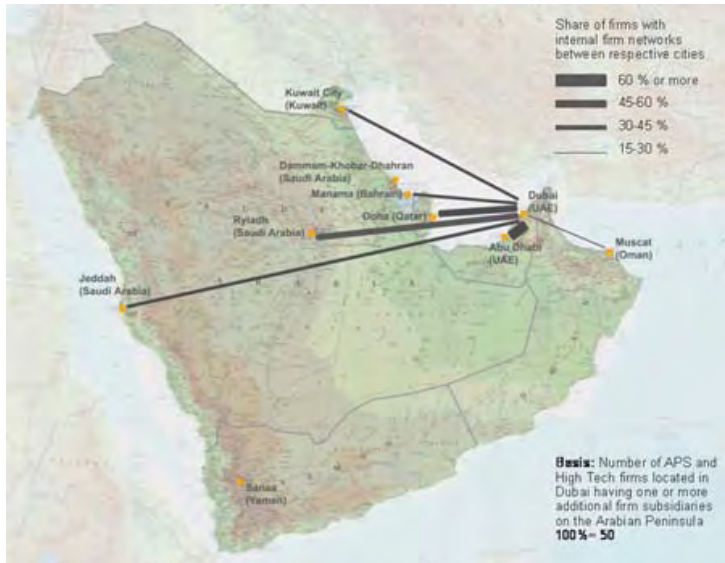 Share of firms with
internal firm networks
between respective cities
60 % or more
45-60 %
30-45 %
15-30 %
Kuwait City
(Kuwait)
Dammam-Khobar-Dhahran
(Saudi Arabia)
Manama (Bahrain)
Dubai
(UAE)
Doha (Qatar)
Riyadh
(Saudi Arabia)
Abu Dhabi
(UAE)
Muscat
(Oman)
Jeddah
(Saudi Arabia)
Sanaa
(Yemen)
Basis: Number of APS and
High Tech firms located in
Dubai having one or more
additional firm subsidiaries
on the Arabian Peninsula
100%= 50